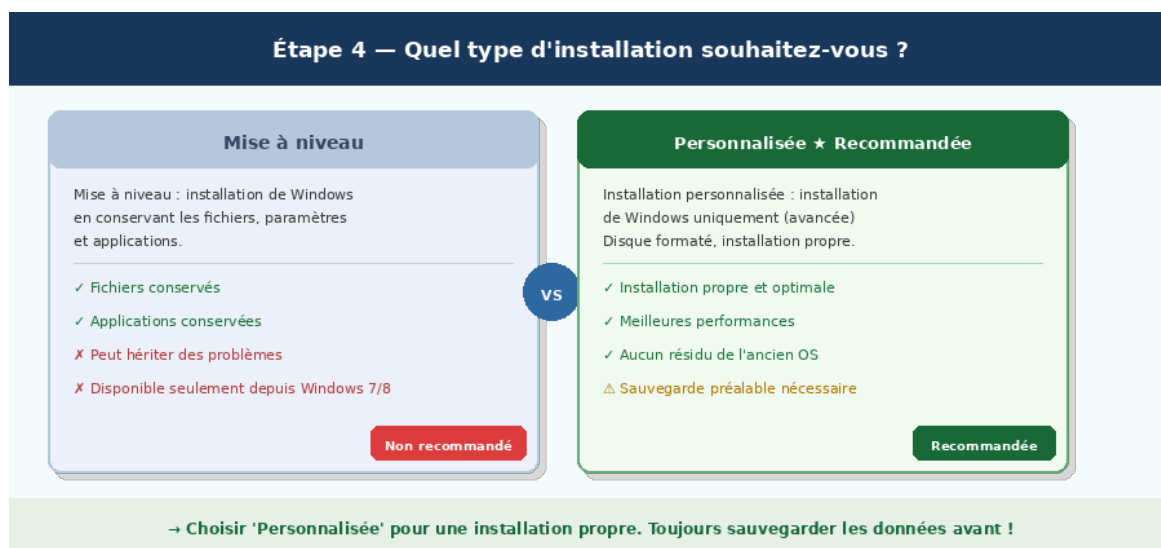 Étape 4 — Quel type d'installation souhaitez-vous ?
Mise à niveau
Mise à niveau : installation de Windows
en conservant les fichiers, paramètres
et applications.
✓ Fichiers conservés
✓ Applications conservées
✗ Peut hériter des problèmes
✗ Disponible seulement depuis Windows 7/8
Non recommandé
VS
Personnalisée ★ Recommandée
Installation personnalisée : installation
de Windows uniquement (avancée)
Disque formaté, installation propre.
✓ Installation propre et optimale
✓ Meilleures performances
✓ Aucun résidu de l'ancien OS
⚠ Sauvegarde préalable nécessaire
Recommandée
→ Choisir 'Personnalisée' pour une installation propre. Toujours sauvegarder les données avant !